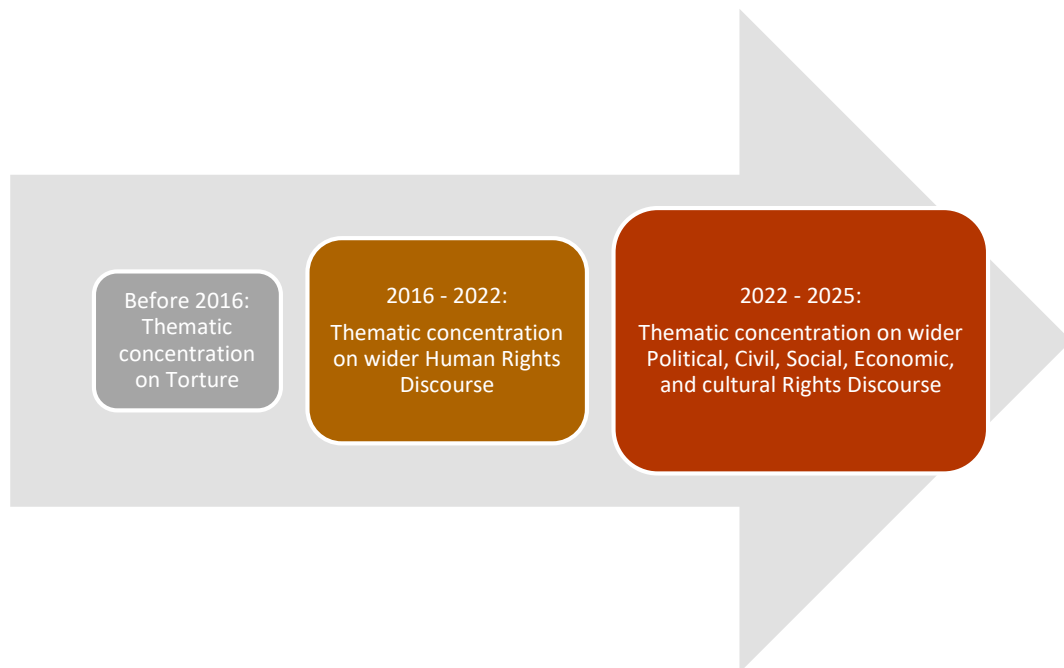 Before 2016:
Thematic
concentration
on Torture
2016 - 2022:
Thematic concentration
on wider Human Rights
Discourse
2022 - 2025:
Thematic concentration on wider
Political, Civil, Social, Economic,
and cultural Rights Discourse